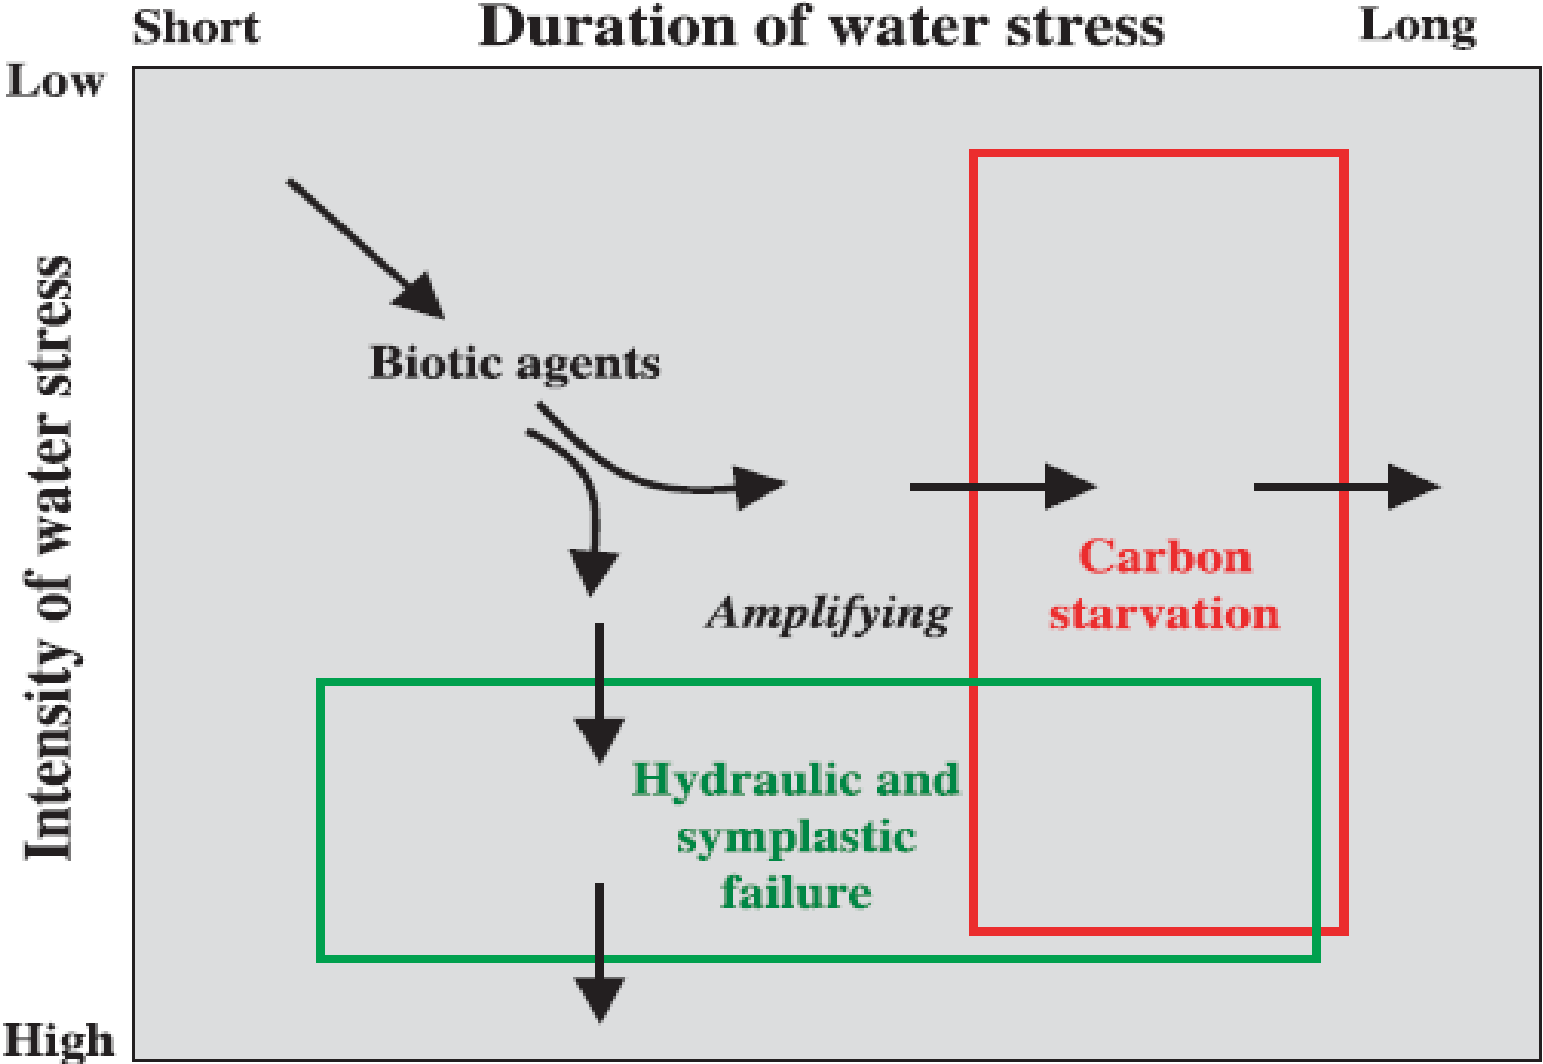 Short Duration of water stress Long
Low
Intensity of water stress
Biotic agents
Carbon
starvation
Amplifying
Hydraulic and
symplastic
failure
High